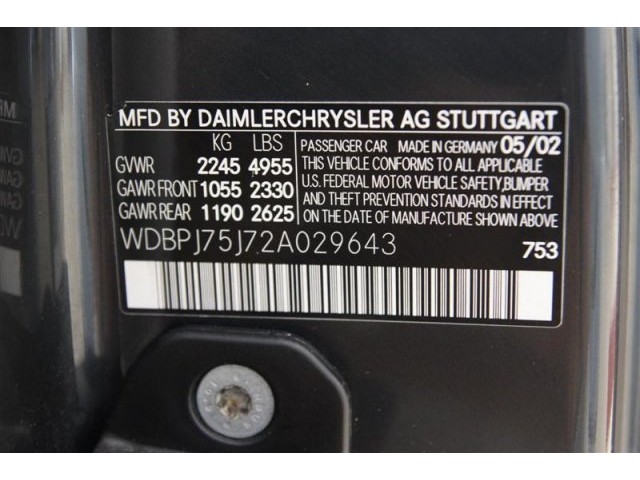 MFD BY DAIMLERCHRYSLER AG STUTTGART
KG LBS
GVWR 2245 4955
GAWR FRONT 1055 2330
GAWR REAR 1190 2625
PASSENGER CAR MADE IN GERMANY 05/02
THIS VEHICLE CONFORMS TO ALL APPLICABLE
U.S. FEDERAL MOTOR VEHICLE SAFETY, BUMPER
AND THEFT PREVENTION STANDARDS IN EFFECT
ON THE DATE OF MANUFACTURE SHOWN ABOVE
WDBPJ75J72A029643
753